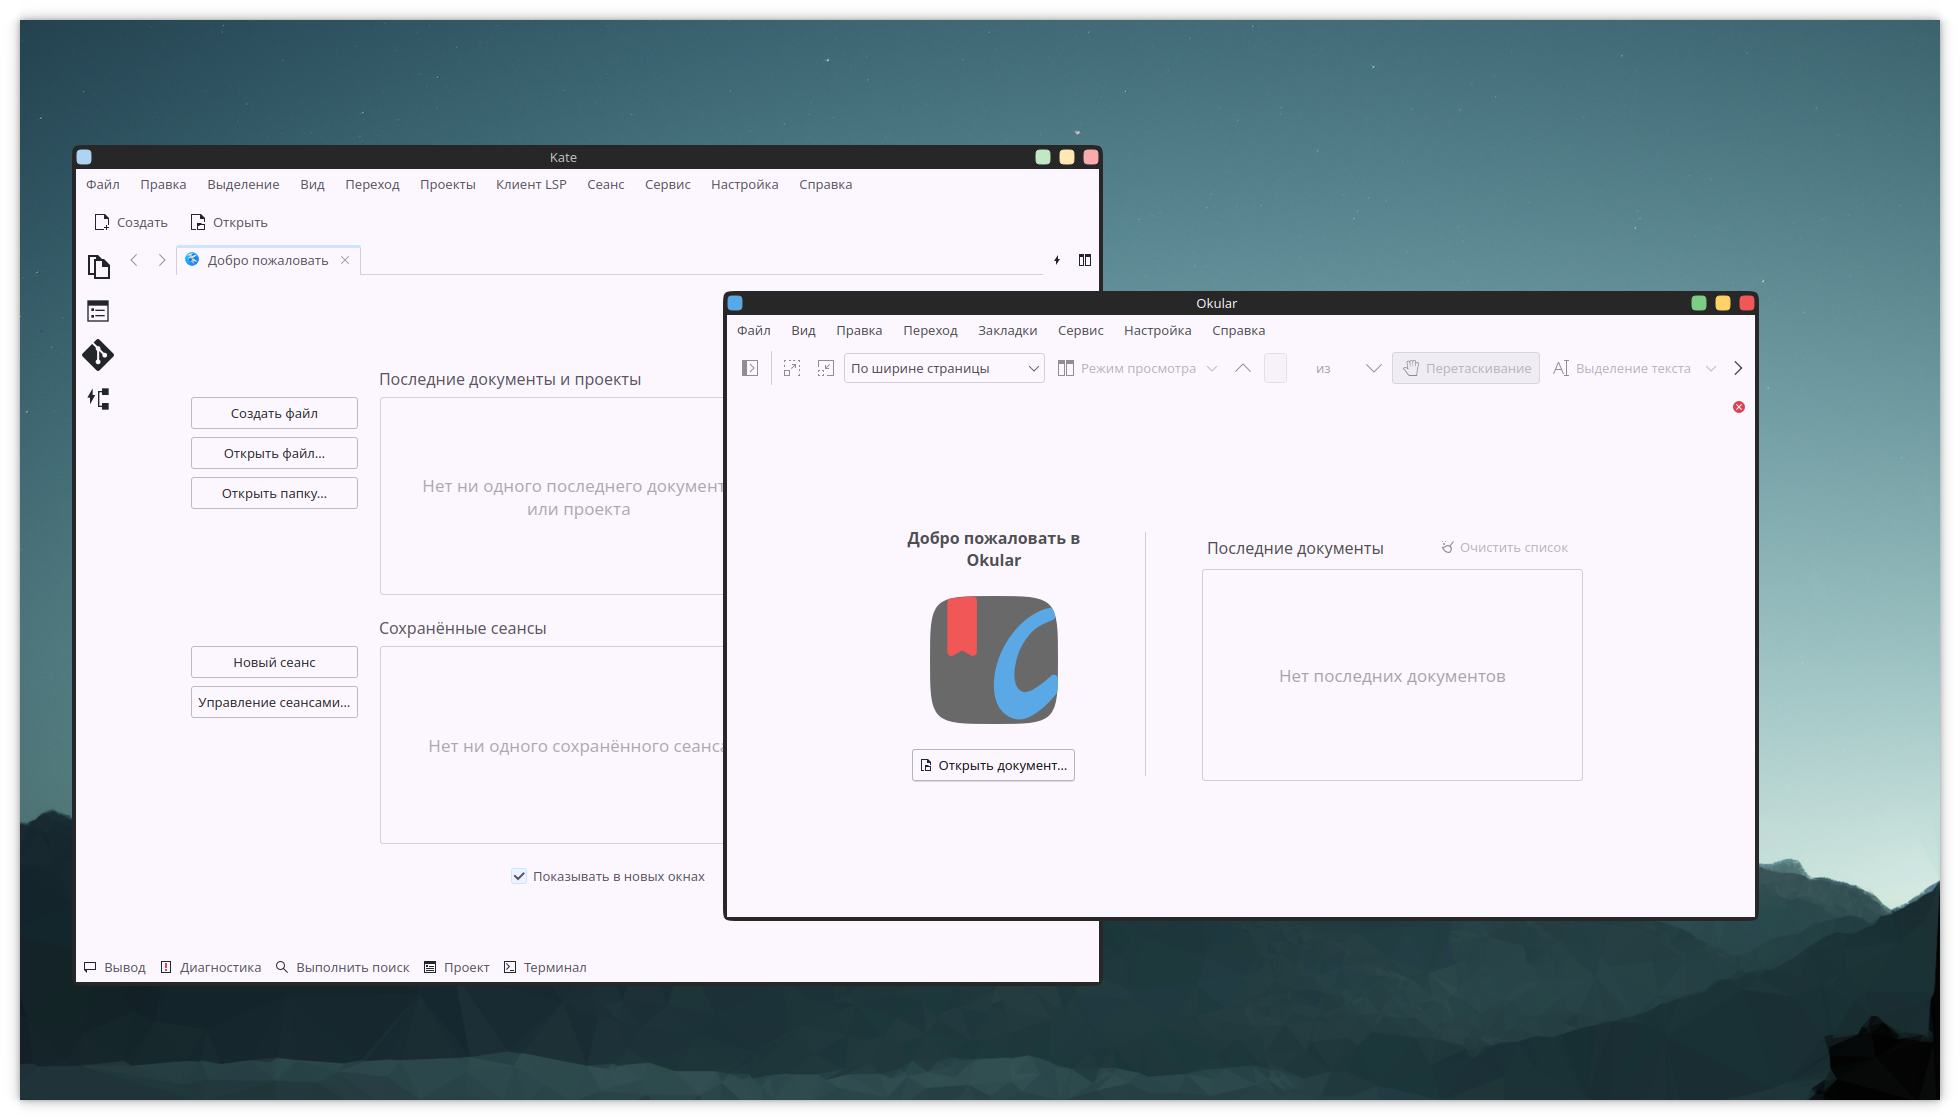 Kate
Файл Правка Выделение Вид Переход Проекты Клиент LSP Сеанс Сервис Настройка Справка
Создать Открыть
Добро пожаловать
Последние документы и проекты
Создать файл
Открыть файл...
Открыть папку...
Нет ни одного последнего документ
или проекта
Сохранённые сеансы
Новый сеанс
Управление сеансами...
Нет ни одного сохранённого сеанса
Показывать в новых окнах
Вывод Диагностика Выполнить поиск Проект Терминал
Okular
Файл Вид Правка Переход Закладки Сервис Настройка Справка
По ширине страницы Режим просмотра из Перетаскивание Выделение текста
Добро пожаловать в
Okular
Открыть документ...
Последние документы Очистить список
Нет последних документов